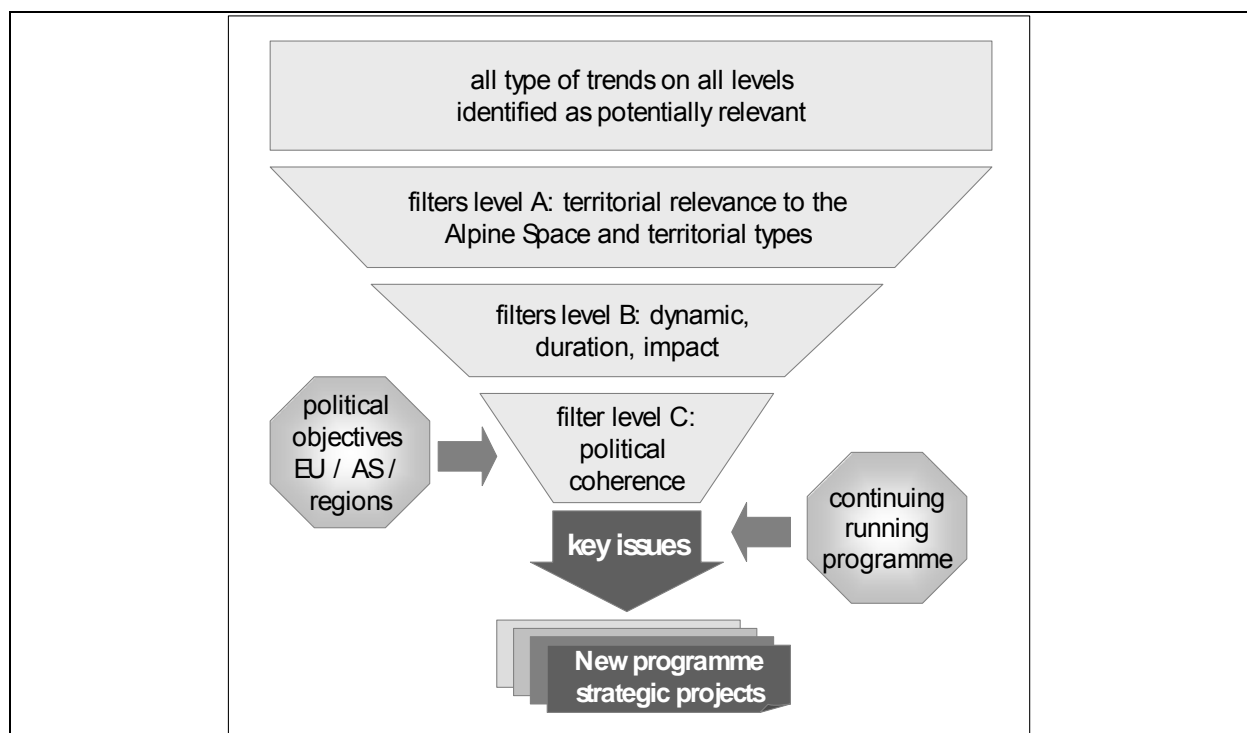 all type of trends on all levels
identified as potentially relevant
filters level A: territorial relevance to the
Alpine Space and territorial types
filters level B: dynamic,
duration, impact
political
objectives
EU / AS /
regions
filter level C:
political
coherence
continuing
running
programme
key issues
New programme
strategic projects